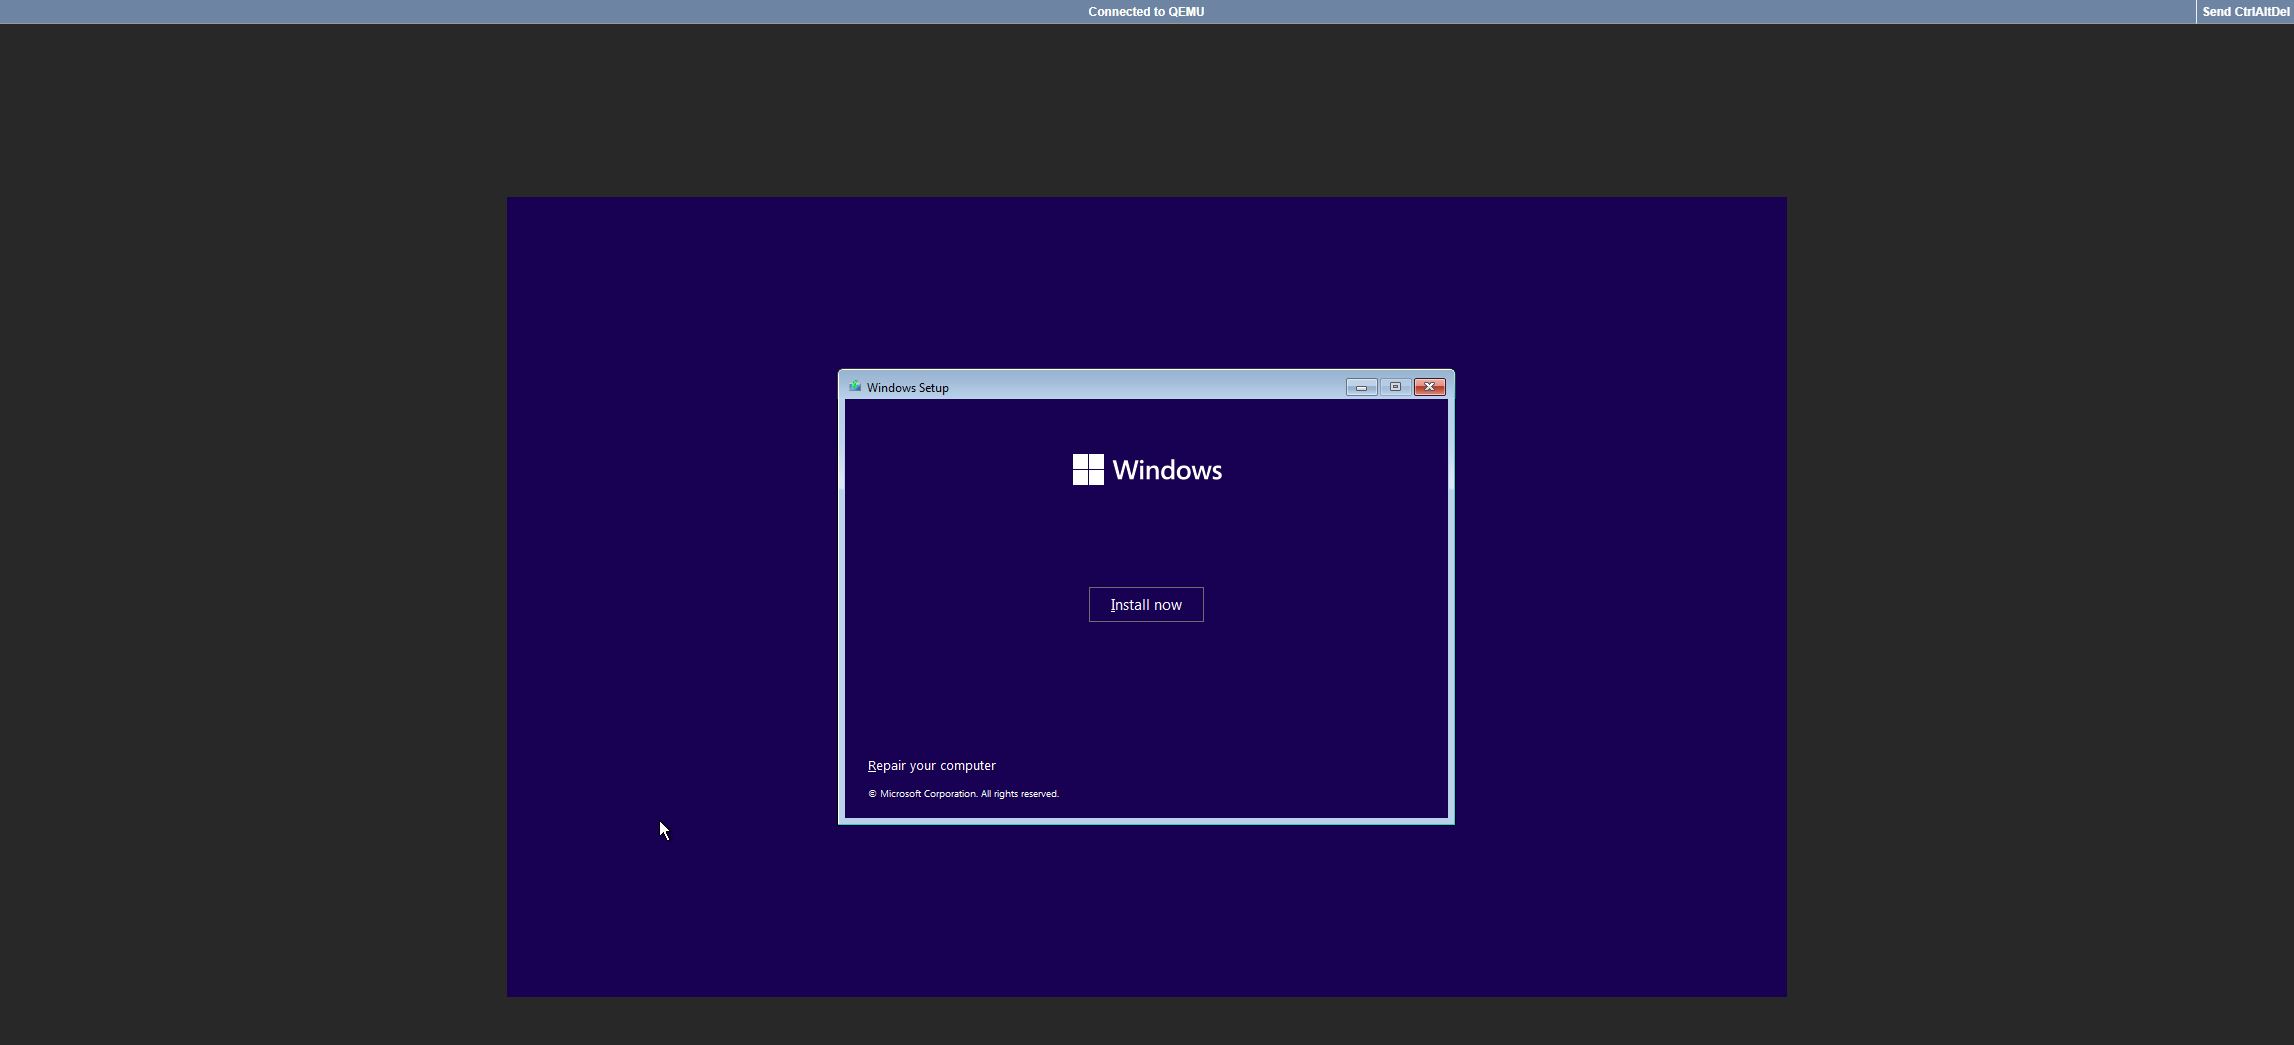 Connected to QEMU
Send CtrlAltDel
Windows Setup
Windows
Install now
Repair your computer
© Microsoft Corporation. All rights reserved.